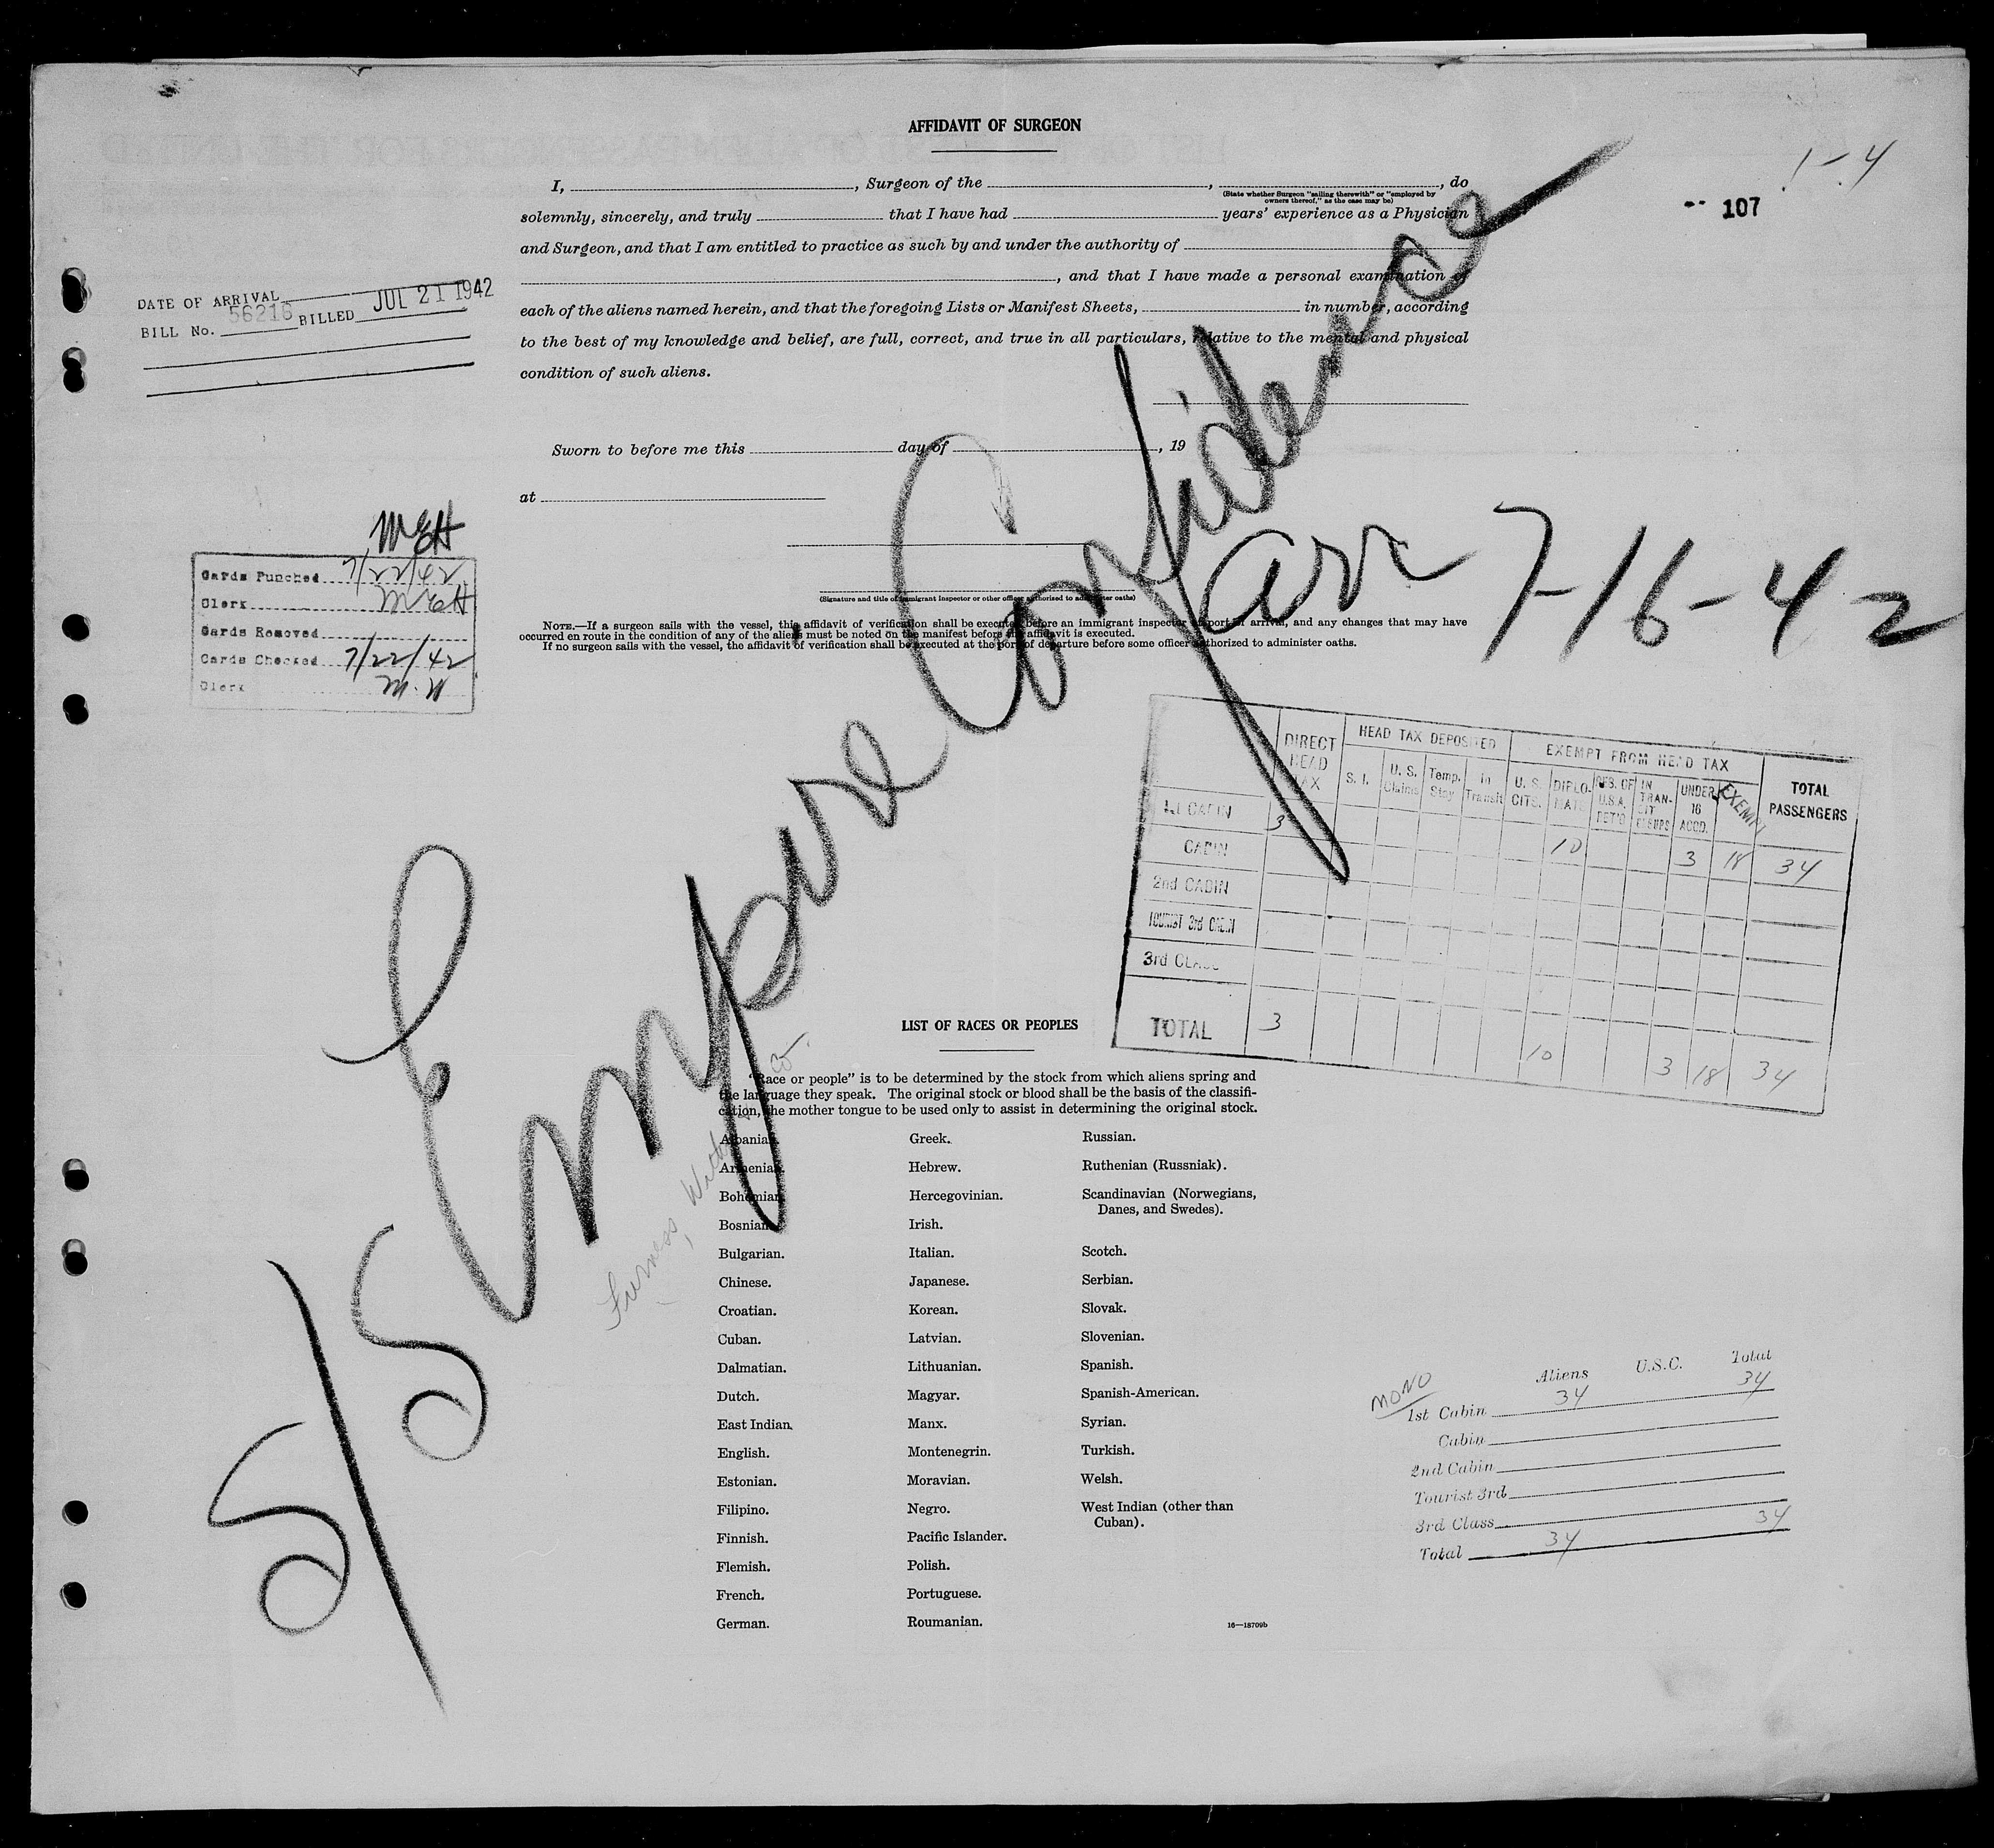 AFFIDAVIT OF SURGEON
1-4
107
I, , Surgeon of the , , do
(State whether Surgeon "sailing therewith" or "employed by
owners thereof," as the case may be)
solemnly, sincerely, and truly that I have had years' experience as a Physician
and Surgeon, and that I am entitled to practice as such by and under the authority of
, and that I have made a personal examination of
each of the aliens named herein, and that the foregoing Lists or Manifest Sheets, in number, according
to the best of my knowledge and belief, are full, correct, and true in all particulars, relative to the mental and physical
condition of such aliens.
DATE OF ARRIVAL
BILL No. 56216 BILLED JUL 21 1942
Sworn to before me this day of , 19
at
(Signature and title of immigrant inspector or other officer authorized to administer oaths)
NOTE.—If a surgeon sails with the vessel, this affidavit of verification shall be executed before an immigrant inspector at port of arrival, and any changes that may have
occurred en route in the condition of any of the aliens must be noted on the manifest before the affidavit is executed.
If no surgeon sails with the vessel, the affidavit of verification shall be executed at the port of departure before some officer authorized to administer oaths.
MEH
Cards Punched 7/22/42
Clerk MEH
Cards Removed
Cards Checked 7/22/42
Clerk M.W
S/S Empire Confidence
arr 7-16-42
DIRECT HEAD TAX
HEAD TAX DEPOSITED
EXEMPT FROM HEAD TAX
TOTAL PASSENGERS
S. I. U. S. Claims Temp. Stay In Transit U. S. CITS. DIPLO- MATS RES. OF U.S.A. RET'G IN TRAN- SIT UNDER 16 ACCD. EXEMPT
1st CABIN 3
CABIN 10 3 18 34
2nd CABIN
TOURIST 3rd CABIN
3rd CLASS
TOTAL 3 10 3 18 34
Furness, Withy Co.
LIST OF RACES OR PEOPLES
"Race or people" is to be determined by the stock from which aliens spring and
the language they speak. The original stock or blood shall be the basis of the classifi-
cation, the mother tongue to be used only to assist in determining the original stock.
Albanian.
Armenian.
Bohemian.
Bosnian.
Bulgarian.
Chinese.
Croatian.
Cuban.
Dalmatian.
Dutch.
East Indian.
English.
Estonian.
Filipino.
Finnish.
Flemish.
French.
German.
Greek.
Hebrew.
Hercegovinian.
Irish.
Italian.
Japanese.
Korean.
Latvian.
Lithuanian.
Magyar.
Manx.
Montenegrin.
Moravian.
Negro.
Pacific Islander.
Polish.
Portuguese.
Roumanian.
Russian.
Ruthenian (Russniak).
Scandinavian (Norwegians,
Danes, and Swedes).
Scotch.
Serbian.
Slovak.
Slovenian.
Spanish.
Spanish-American.
Syrian.
Turkish.
Welsh.
West Indian (other than
Cuban).
16—18709b
MONO
Aliens U.S.C. Total
1st Cabin 34 34
Cabin
2nd Cabin
Tourist 3rd
3rd Class
Total 34 34